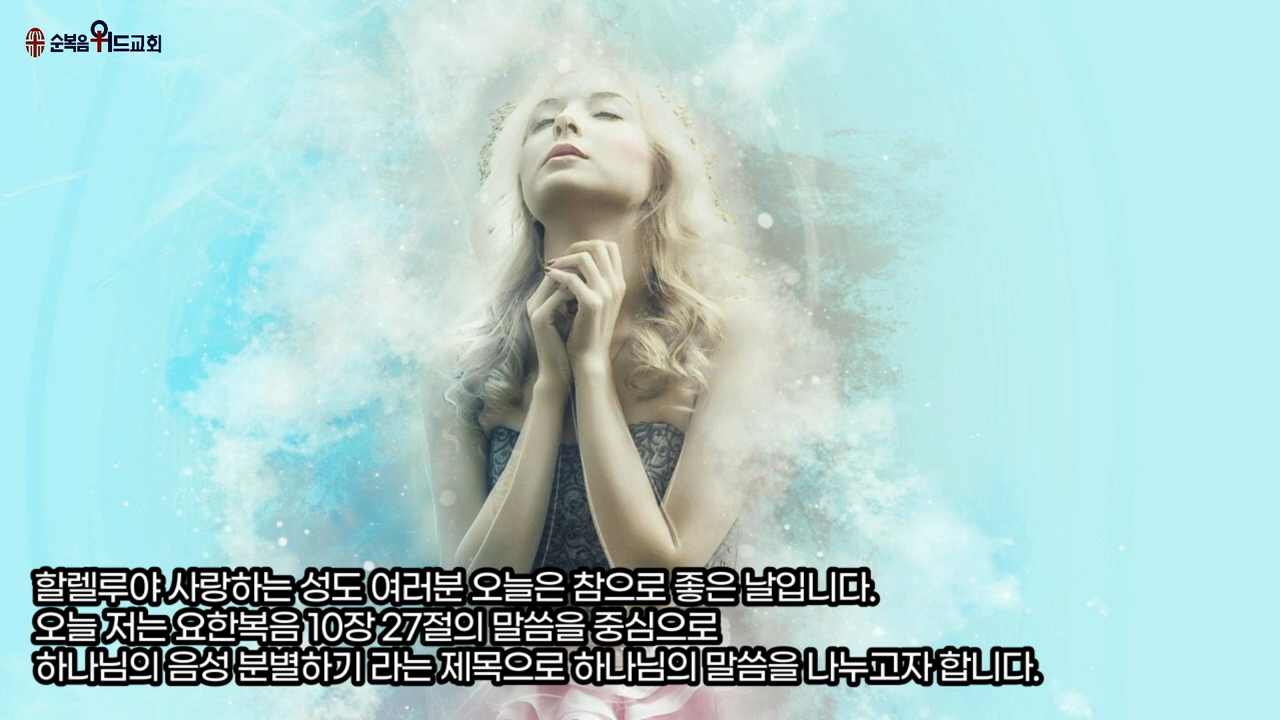 순복음워드교회
할렐루야 사랑하는 성도 여러분 오늘은 참으로 좋은 날입니다.
오늘 저는 요한복음 10장 27절의 말씀을 중심으로
하나님의 음성 분별하기 라는 제목으로 하나님의 말씀을 나누고자 합니다.